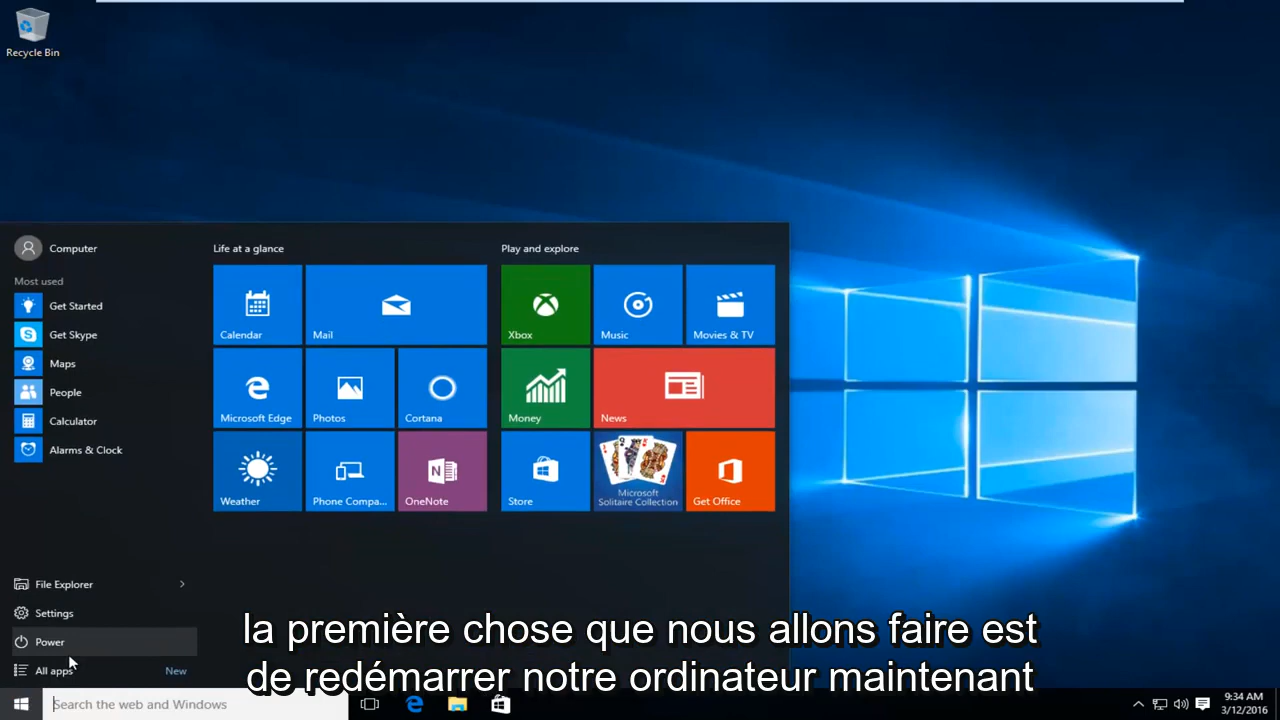 Recycle Bin
Computer
Life at a glance
Play and explore
Most used
Get Started
Get Skype
Maps
People
Calculator
Alarms & Clock
Calendar
Mail
Xbox
Music
Movies & TV
Microsoft Edge
Photos
Cortana
Money
News
Weather
Phone Compa...
OneNote
Store
Microsoft
Solitaire Collection
Get Office
File Explorer
Settings
Power
All apps
New
la première chose que nous allons faire est
de redémarrer notre ordinateur maintenant
Search the web and Windows
9:34 AM
3/12/2016